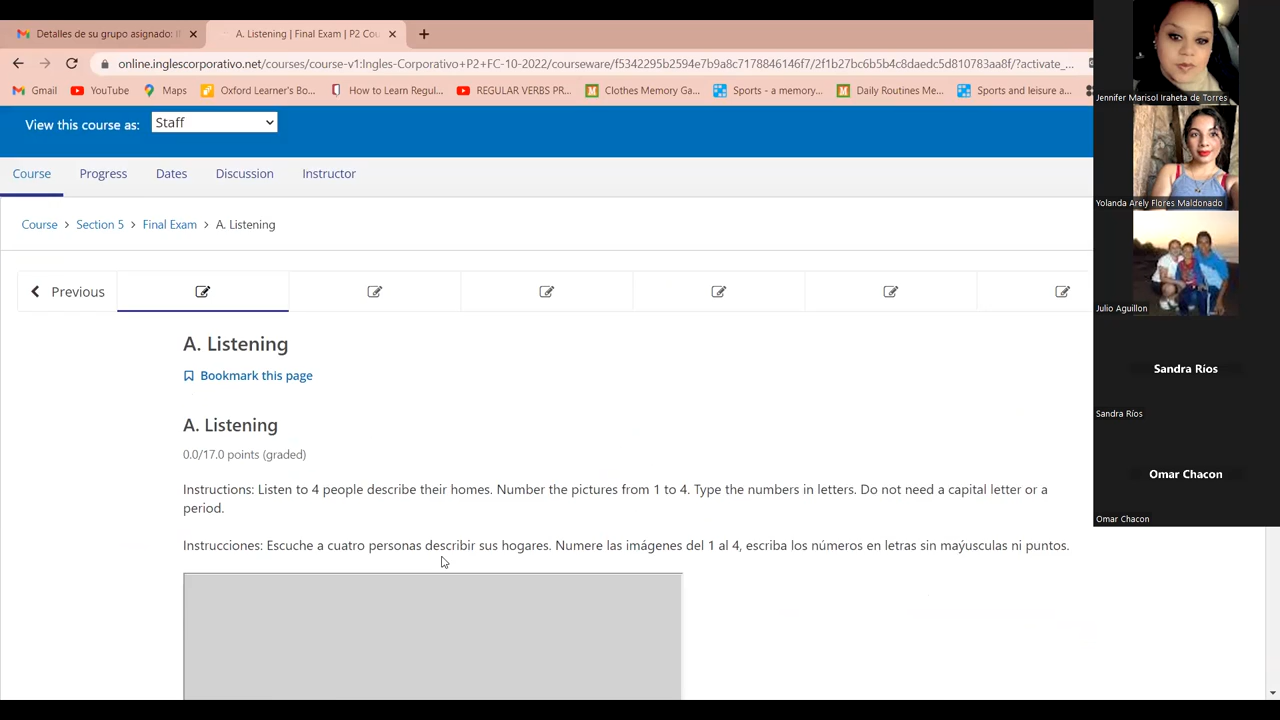 Detalles de su grupo asignado: I
A. Listening | Final Exam | P2 Cou
online.inglescorporativo.net/courses/course-v1:Ingles-Corporativo+P2+FC-10-2022/courseware/f5342295b2594e7b9a8c7178846146f7/2f1b27bc6b5b4c8daedc5d810783aa8f/?activate_...
Gmail YouTube Maps Oxford Learner's Bo... How to Learn Regul... REGULAR VERBS PR... Clothes Memory Ga... Sports - a memory... Daily Routines Me... Sports and leisure a...
View this course as: Staff
Course Progress Dates Discussion Instructor
Course > Section 5 > Final Exam > A. Listening
Previous
A. Listening
Bookmark this page
A. Listening
0.0/17.0 points (graded)
Instructions: Listen to 4 people describe their homes. Number the pictures from 1 to 4. Type the numbers in letters. Do not need a capital letter or a
period.
Instrucciones: Escuche a cuatro personas describir sus hogares. Numere las imágenes del 1 al 4, escriba los números en letras sin maýusculas ni puntos.
Jennifer Marisol Iraheta de Torres
Yolanda Arely Flores Maldonado
Julio Aguillon
Sandra Ríos
Sandra Ríos
Omar Chacon
Omar Chacon